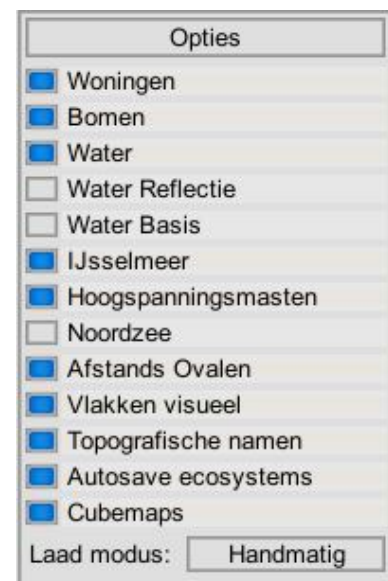 Opties
Woningen
Bomen
Water
Water Reflectie
Water Basis
IJsselmeer
Hoogspanningsmasten
Noordzee
Afstands Ovalen
Vlakken visueel
Topografische namen
Autosave ecosystems
Cubemaps
Laad modus: Handmatig